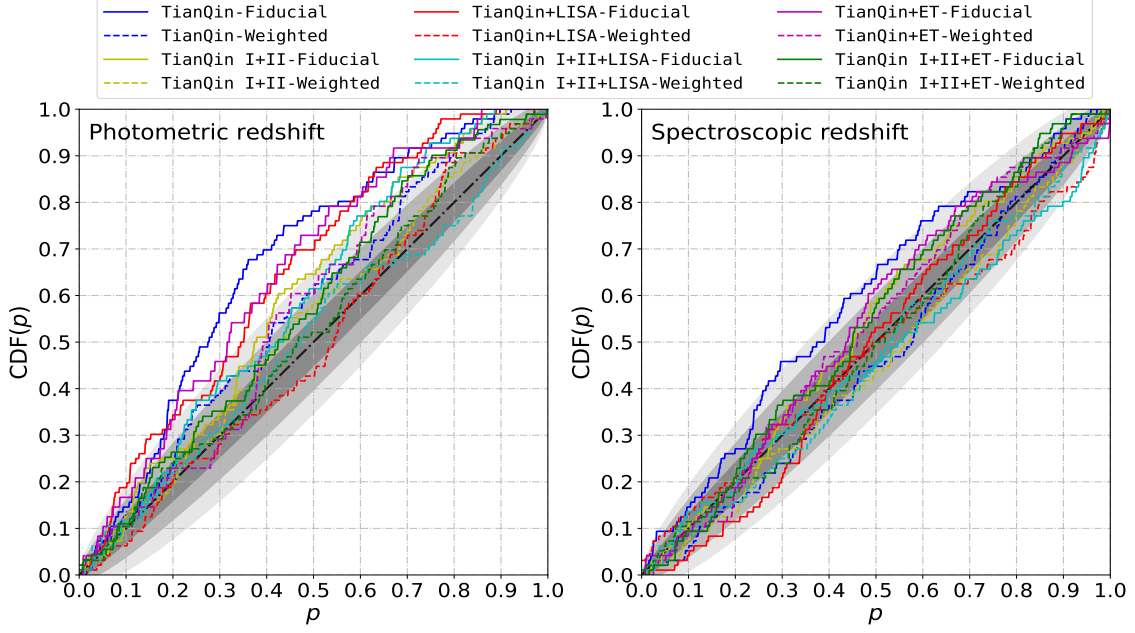 TianQin-Fiducial TianQin+LISA-Fiducial TianQin+ET-Fiducial
TianQin-Weighted TianQin+LISA-Weighted TianQin+ET-Weighted
TianQin I+II-Fiducial TianQin I+II+LISA-Fiducial TianQin I+II+ET-Fiducial
TianQin I+II-Weighted TianQin I+II+LISA-Weighted TianQin I+II+ET-Weighted
Photometric redshift
CDF(p)
1.0
0.9
0.8
0.7
0.6
0.5
0.4
0.3
0.2
0.1
0.0
0.0 0.1 0.2 0.3 0.4 0.5 0.6 0.7 0.8 0.9 1.0
p
Spectroscopic redshift
CDF(p)
1.0
0.9
0.8
0.7
0.6
0.5
0.4
0.3
0.2
0.1
0.0
0.0 0.1 0.2 0.3 0.4 0.5 0.6 0.7 0.8 0.9 1.0
p